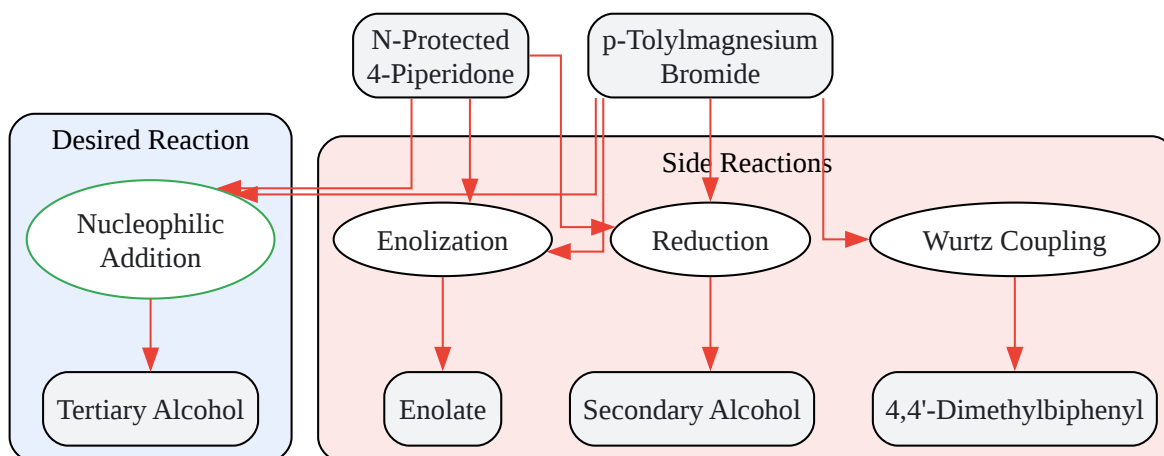 N-Protected
4-Piperidone
p-Tolylmagnesium
Bromide
Desired Reaction
Side Reactions
Nucleophilic
Addition
Enolization
Reduction
Wurtz Coupling
Tertiary Alcohol
Enolate
Secondary Alcohol
4,4'-Dimethylbiphenyl